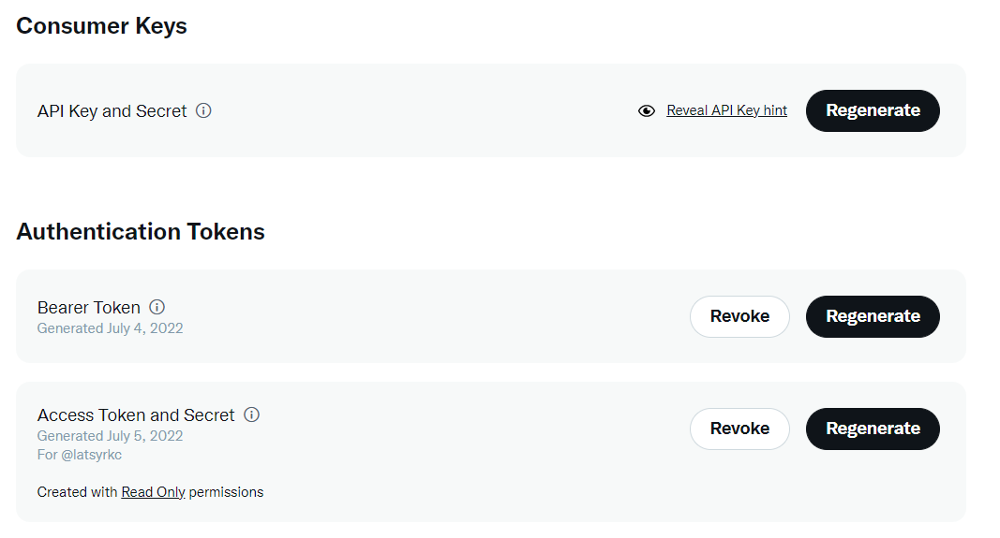 Consumer Keys
API Key and Secret
Reveal API Key hint
Regenerate
Authentication Tokens
Bearer Token
Generated July 4, 2022
Revoke
Regenerate
Access Token and Secret
Generated July 5, 2022
For @latsyrkc
Revoke
Regenerate
Created with Read Only permissions